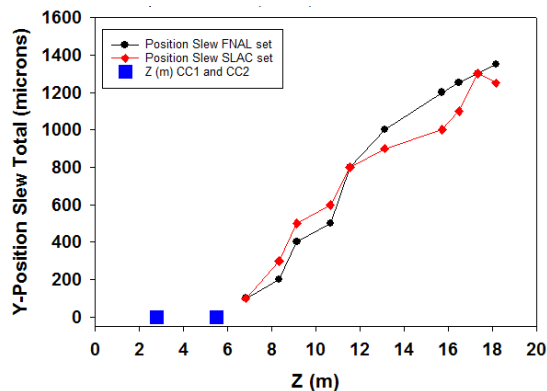 1600
1400
1200
1000
800
600
400
200
0
Y-Position Slew Total (microns)
Position Slew FNAL set
Position Slew SLAC set
Z (m) CC1 and CC2
0 2 4 6 8 10 12 14 16 18 20
Z (m)